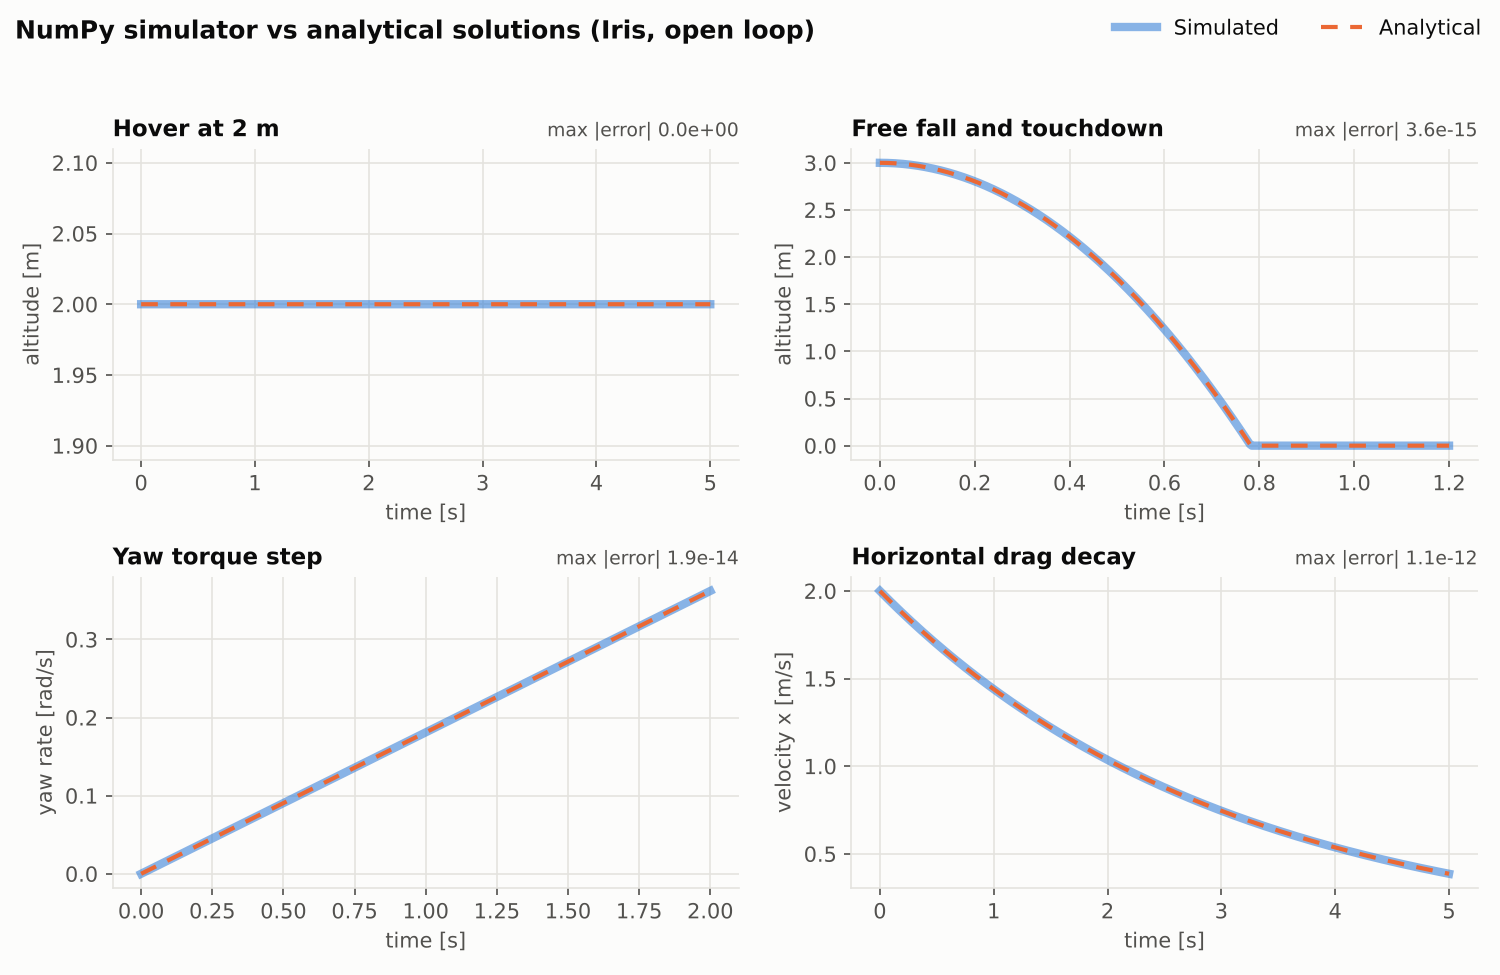 NumPy simulator vs analytical solutions (Iris, open loop)
Simulated
Analytical
Hover at 2 m
max |error| 0.0e+00
altitude [m]
2.10
2.05
2.00
1.95
1.90
0 1 2 3 4 5
time [s]
Free fall and touchdown
max |error| 3.6e-15
altitude [m]
3.0
2.5
2.0
1.5
1.0
0.5
0.0
0.0 0.2 0.4 0.6 0.8 1.0 1.2
time [s]
Yaw torque step
max |error| 1.9e-14
yaw rate [rad/s]
0.3
0.2
0.1
0.0
0.00 0.25 0.50 0.75 1.00 1.25 1.50 1.75 2.00
time [s]
Horizontal drag decay
max |error| 1.1e-12
velocity x [m/s]
2.0
1.5
1.0
0.5
0 1 2 3 4 5
time [s]